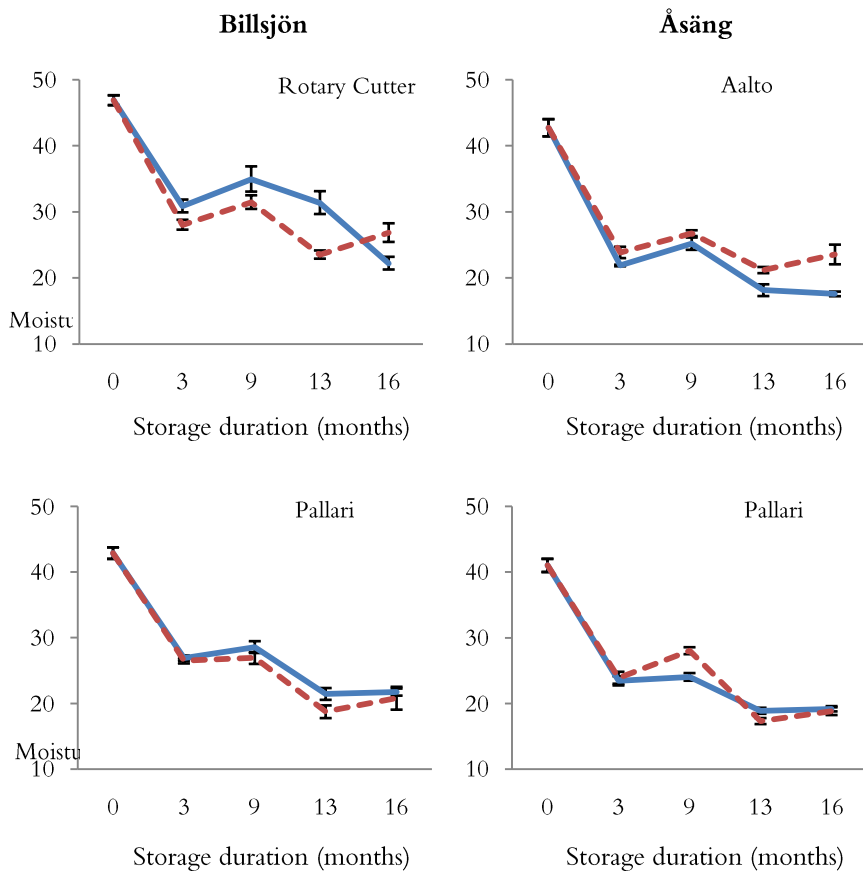 Billsjön Åsäng
50 Rotary Cutter 50 Aalto
40 40
30 30
20 20
Moistu
10 10
0 3 9 13 16 0 3 9 13 16
Storage duration (months) Storage duration (months)
50 Pallari 50 Pallari
40 40
30 30
20 20
Moistu
10 10
0 3 9 13 16 0 3 9 13 16
Storage duration (months) Storage duration (months)